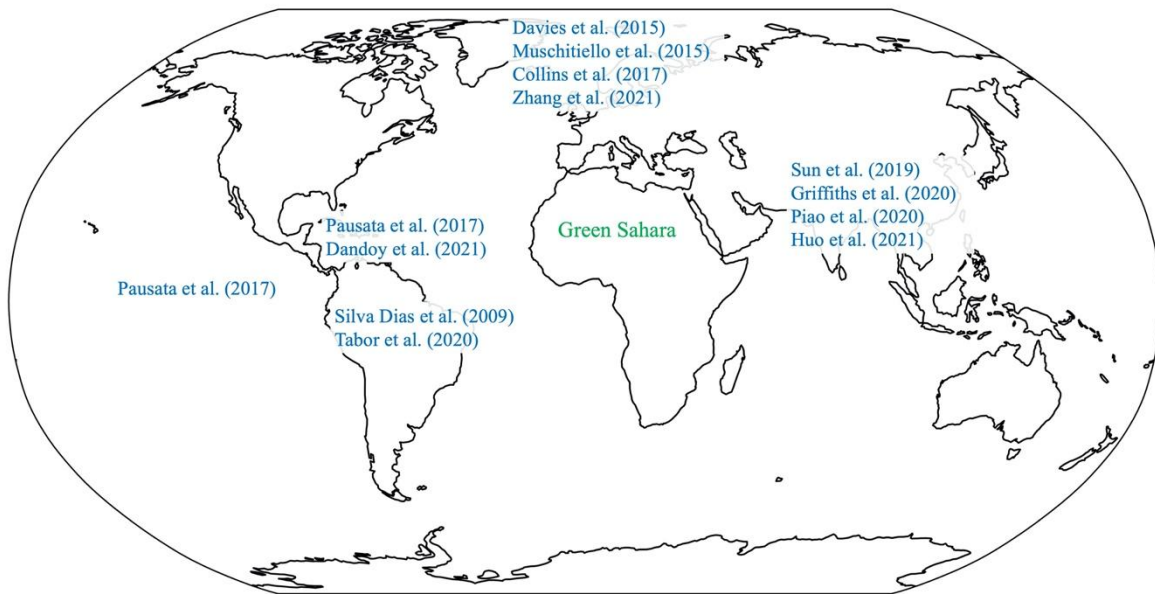 Davies et al. (2015)
Muschitiello et al. (2015)
Collins et al. (2017)
Zhang et al. (2021)
Sun et al. (2019)
Griffiths et al. (2020)
Piao et al. (2020)
Huo et al. (2021)
Pausata et al. (2017)
Dandoy et al. (2021)
Green Sahara
Pausata et al. (2017)
Silva Dias et al. (2009)
Tabor et al. (2020)